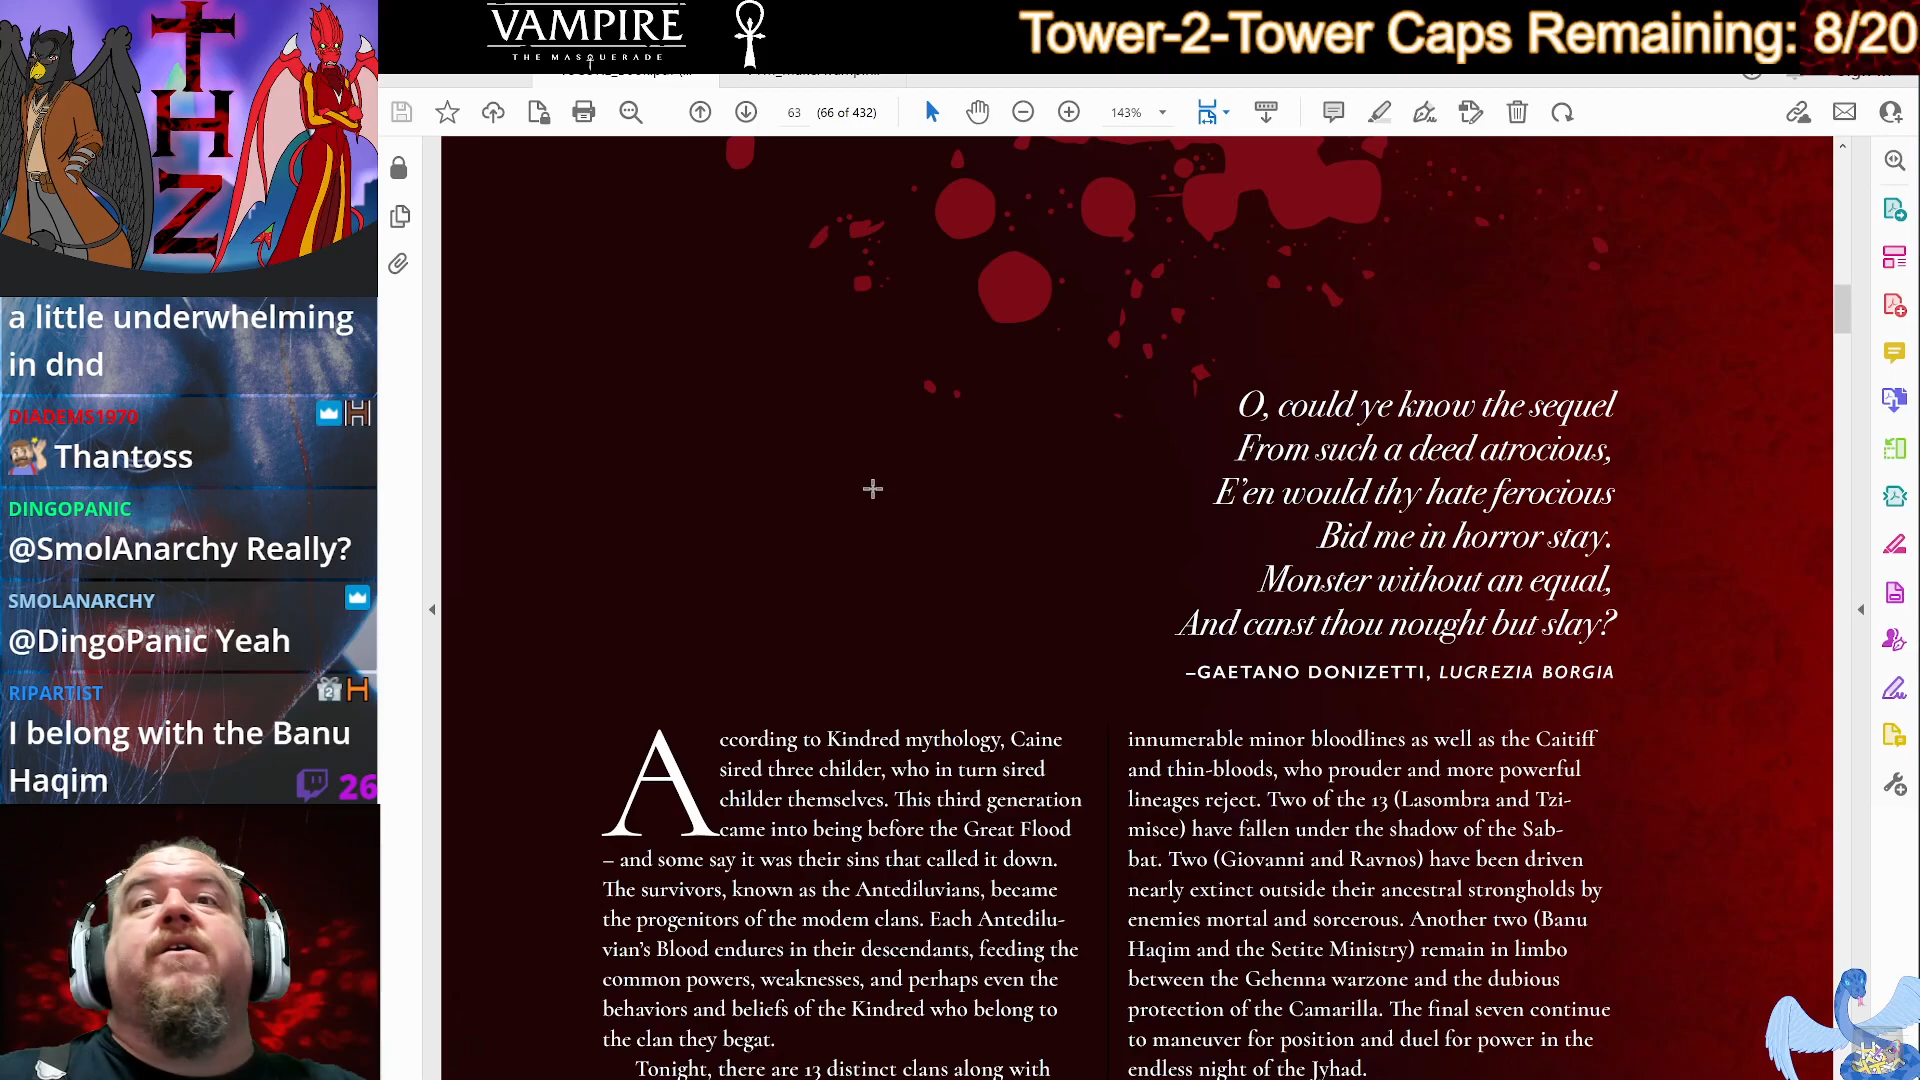 THZ
VAMPIRE
THE MASQUERADE
Tower-2-Tower Caps Remaining: 8/20
63 (66 of 432)
143%
a little underwhelming
in dnd
DIADEMS1970
Thantoss
DINGOPANIC
@SmolAnarchy Really?
SMOLANARCHY
@DingoPanic Yeah
RIPARTIST
I belong with the Banu
Haqim
26
O, could ye know the sequel
From such a deed atrocious,
E'en would thy hate ferocious
Bid me in horror stay.
Monster without an equal,
And canst thou nought but slay?
–GAETANO DONIZETTI, LUCREZIA BORGIA
According to Kindred mythology, Caine
sired three childer, who in turn sired
childer themselves. This third generation
came into being before the Great Flood
– and some say it was their sins that called it down.
The survivors, known as the Antediluvians, became
the progenitors of the modem clans. Each Antedilu-
vian's Blood endures in their descendants, feeding the
common powers, weaknesses, and perhaps even the
behaviors and beliefs of the Kindred who belong to
the clan they begat.
Tonight, there are 13 distinct clans along with
innumerable minor bloodlines as well as the Caitiff
and thin-bloods, who prouder and more powerful
lineages reject. Two of the 13 (Lasombra and Tzi-
misce) have fallen under the shadow of the Sab-
bat. Two (Giovanni and Ravnos) have been driven
nearly extinct outside their ancestral strongholds by
enemies mortal and sorcerous. Another two (Banu
Haqim and the Setite Ministry) remain in limbo
between the Gehenna warzone and the dubious
protection of the Camarilla. The final seven continue
to maneuver for position and duel for power in the
endless night of the Jyhad.